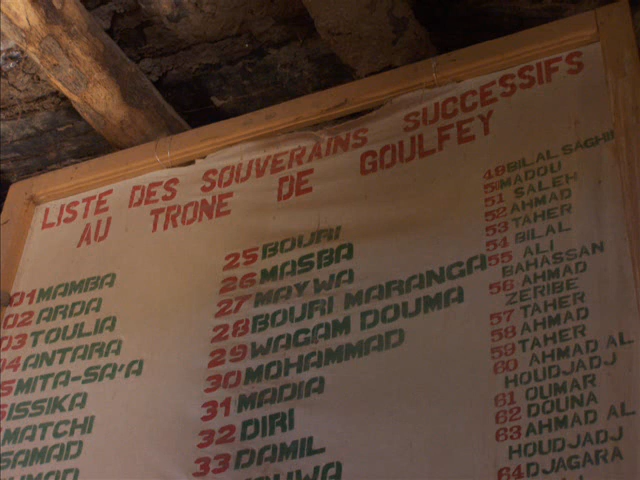 LISTE DES SOUVERAINS SUCCESSIFS
AU TRONE DE GOULFEY
01 MAMBA
02 ARDA
03 TOULIA
04 ANTARA
5 MITA-SA'A
ISSIKA
MATCHI
SAMAD
25 BOURI
26 MASBA
27 MAYWA
28 BOURI MARANGA
29 WAGAM DOUMA
30 MOHAMMAD
31 MADIA
32 DIRI
33 DAMIL
49 BILAL SAGHI
50 MADOU
51 SALEH
52 AHMAD
53 TAHER
54 BILAL
55 ALI
BAHASSAN
56 AHMAD
ZERIBE
57 TAHER
58 AHMAD
59 TAHER
60 AHMAD AL
HOUDJADJ
61 OUMAR
62 DOUNA
63 AHMAD AL
HOUDJADJ
64 DJAGARA